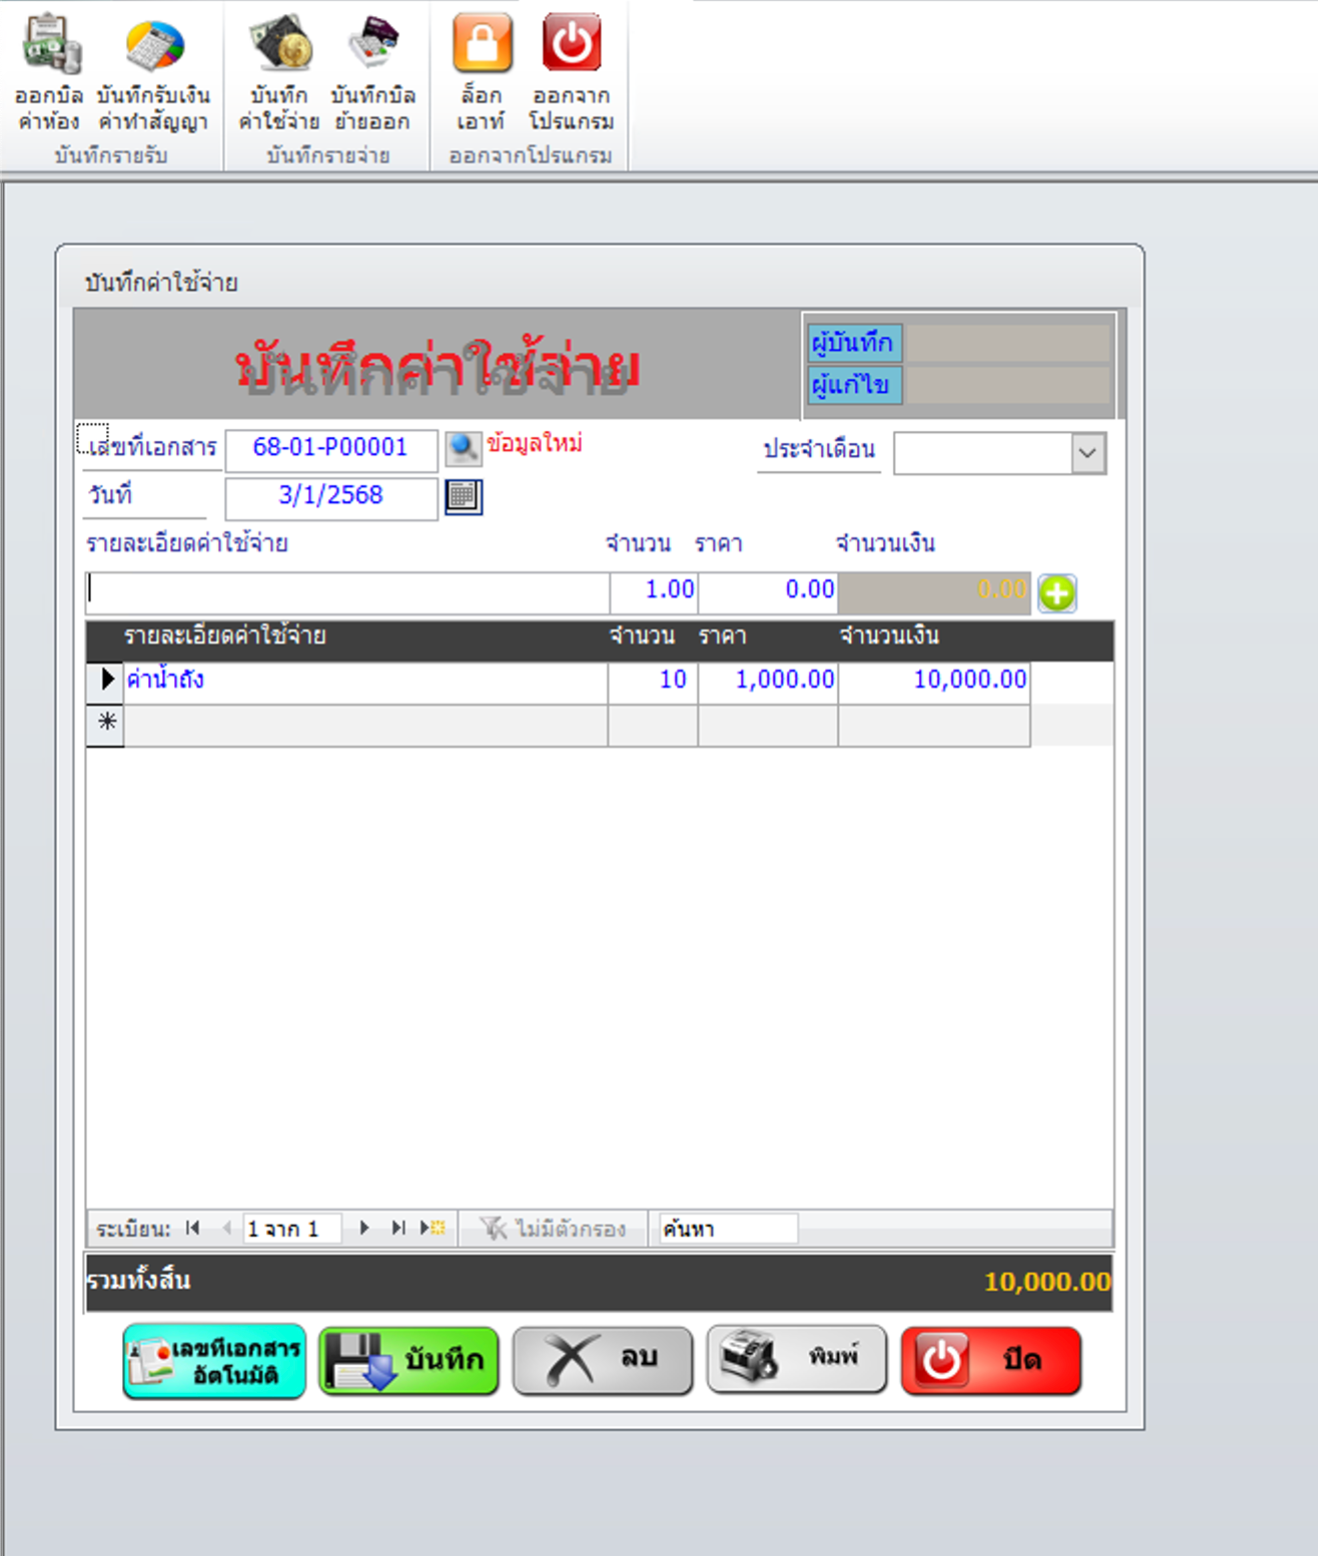 ออกบิล
ค่าห้อง
บันทึกรับเงิน
ค่าทำสัญญา
บันทึก
ค่าใช้จ่าย
บันทึกบิล
ย้ายออก
ล็อก
เอาท์
ออกจาก
โปรแกรม
บันทึกรายรับ
บันทึกรายจ่าย
ออกจากโปรแกรม
บันทึกค่าใช้จ่าย
บันทึกค่าใช้จ่าย
ผู้บันทึก
ผู้แก้ไข
เลขที่เอกสาร 68-01-P00001 ข้อมูลใหม่ ประจำเดือน
วันที่ 3/1/2568
รายละเอียดค่าใช้จ่าย จำนวน ราคา จำนวนเงิน
1.00 0.00 0.00
รายละเอียดค่าใช้จ่าย จำนวน ราคา จำนวนเงิน
ค่าน้ำถัง 10 1,000.00 10,000.00
ระเบียน: 1 จาก 1 ไม่มีตัวกรอง ค้นหา
รวมทั้งสิ้น 10,000.00
เลขที่เอกสาร
อัตโนมัติ
บันทึก
ลบ
พิมพ์
ปิด